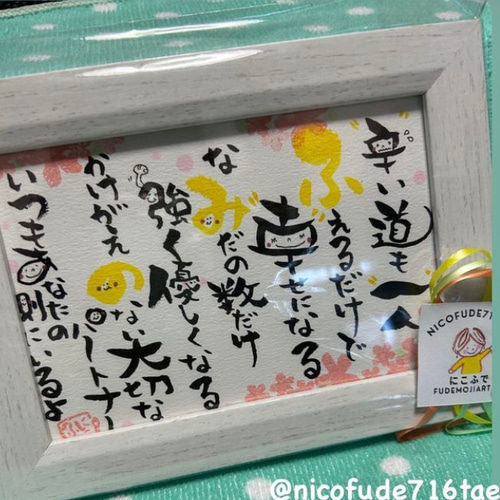 辛い道も一人
ふえるだけで
幸せになる
なみだの数だけ
強く優しくなる
かけがえのない大切な
パートナー
いつもあなたの側にいるよ
NICOFUDE71
にこふで
FUDEMOJIART
@nicofude716tae